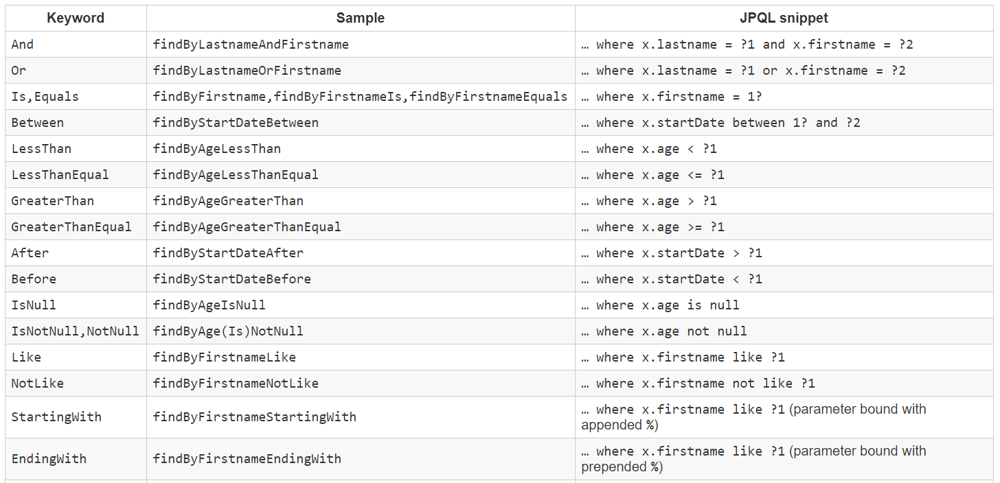 Keyword Sample JPQL snippet
And findByLastnameAndFirstname … where x.lastname = ?1 and x.firstname = ?2
Or findByLastnameOrFirstname … where x.lastname = ?1 or x.firstname = ?2
Is,Equals findByFirstname,findByFirstnameIs,findByFirstnameEquals … where x.firstname = 1?
Between findByStartDateBetween … where x.startDate between 1? and ?2
LessThan findByAgeLessThan … where x.age < ?1
LessThanEqual findByAgeLessThanEqual … where x.age <= ?1
GreaterThan findByAgeGreaterThan … where x.age > ?1
GreaterThanEqual findByAgeGreaterThanEqual … where x.age >= ?1
After findByStartDateAfter … where x.startDate > ?1
Before findByStartDateBefore … where x.startDate < ?1
IsNull findByAgeIsNull … where x.age is null
IsNotNull,NotNull findByAge(Is)NotNull … where x.age not null
Like findByFirstnameLike … where x.firstname like ?1
NotLike findByFirstnameNotLike … where x.firstname not like ?1
StartingWith findByFirstnameStartingWith … where x.firstname like ?1 (parameter bound with
appended %)
EndingWith findByFirstnameEndingWith … where x.firstname like ?1 (parameter bound with
prepended %)